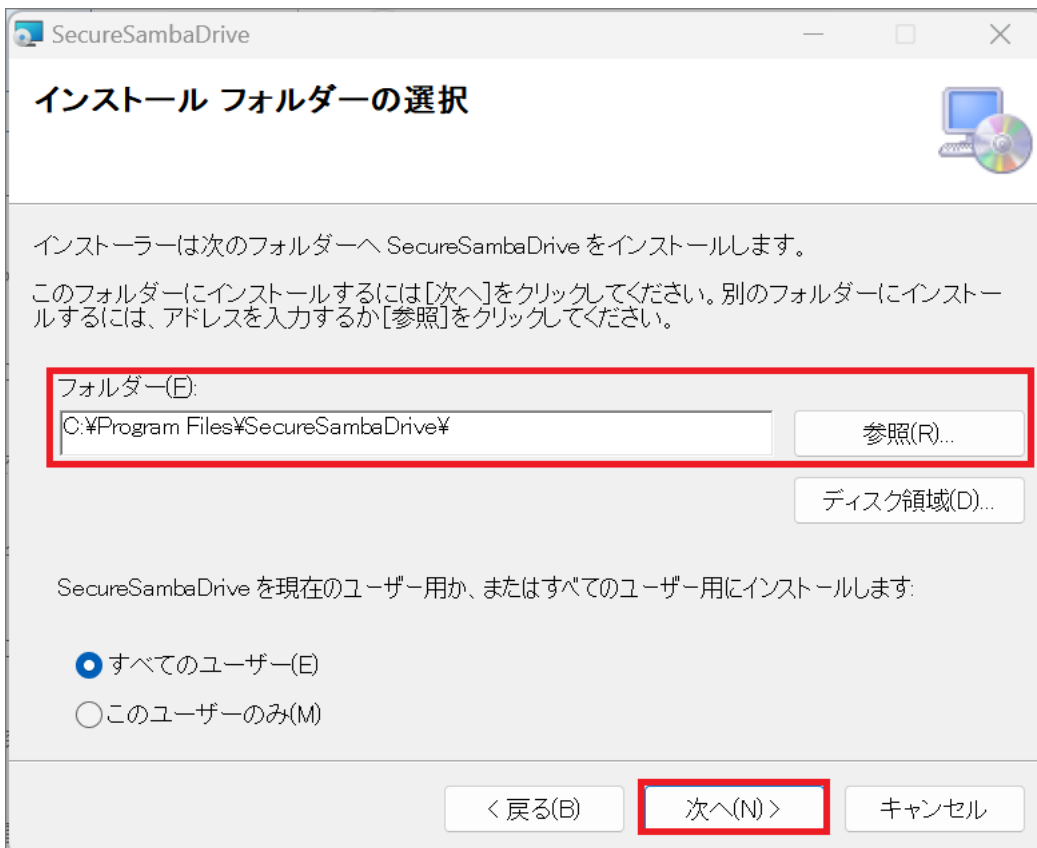 SecureSambaDrive
インストール フォルダーの選択
インストーラーは次のフォルダーへ SecureSambaDrive をインストールします。
このフォルダーにインストールするには[次へ]をクリックしてください。別のフォルダーにインストー
ルするには、アドレスを入力するか[参照]をクリックしてください。
フォルダー(F):
C:¥Program Files¥SecureSambaDrive¥
参照(R)...
ディスク領域(D)...
SecureSambaDrive を現在のユーザー用か、またはすべてのユーザー用にインストールします:
すべてのユーザー(E)
このユーザーのみ(M)
< 戻る(B)
次へ(N) >
キャンセル